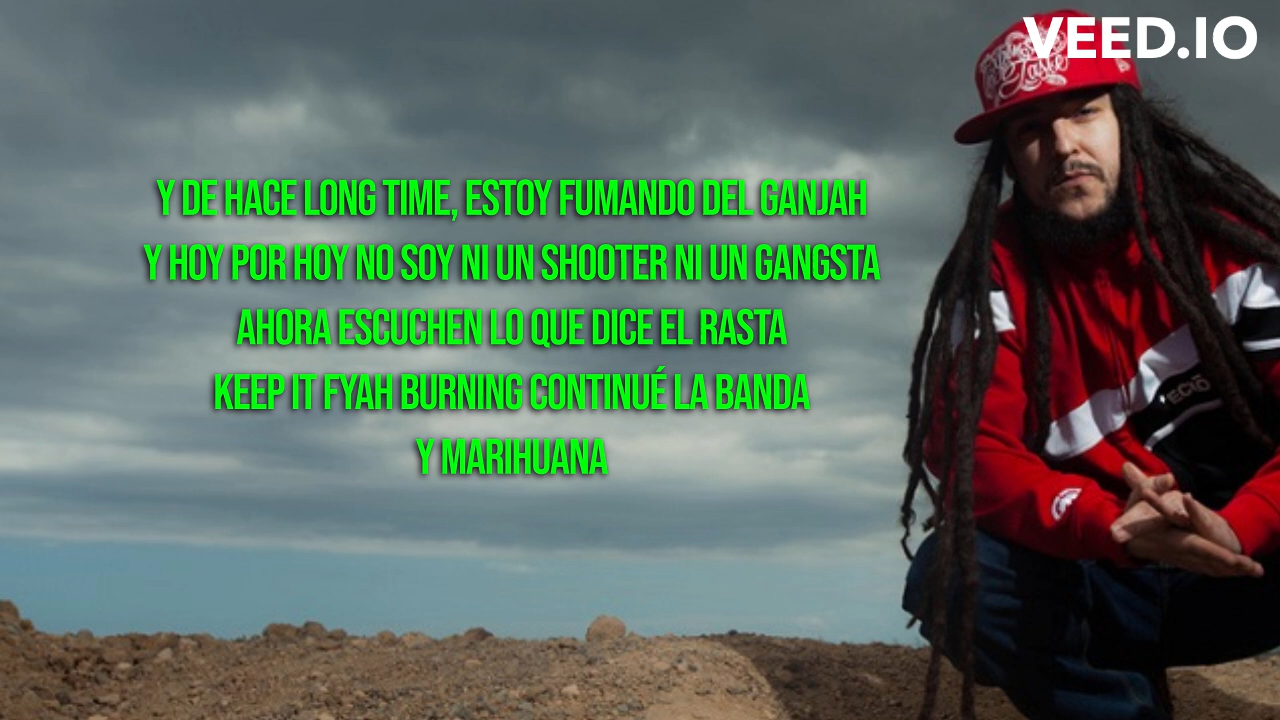 VEED.IO
Y DE HACE LONG TIME, ESTOY FUMANDO DEL GANJAH
Y HOY POR HOY NO SOY NI UN SHOOTER NI UN GANGSTA
AHORA ESCUCHEN LO QUE DICE EL RASTA
KEEP IT FYAH BURNING CONTINUÉ LA BANDA
Y MARIHUANA
ECKŌ